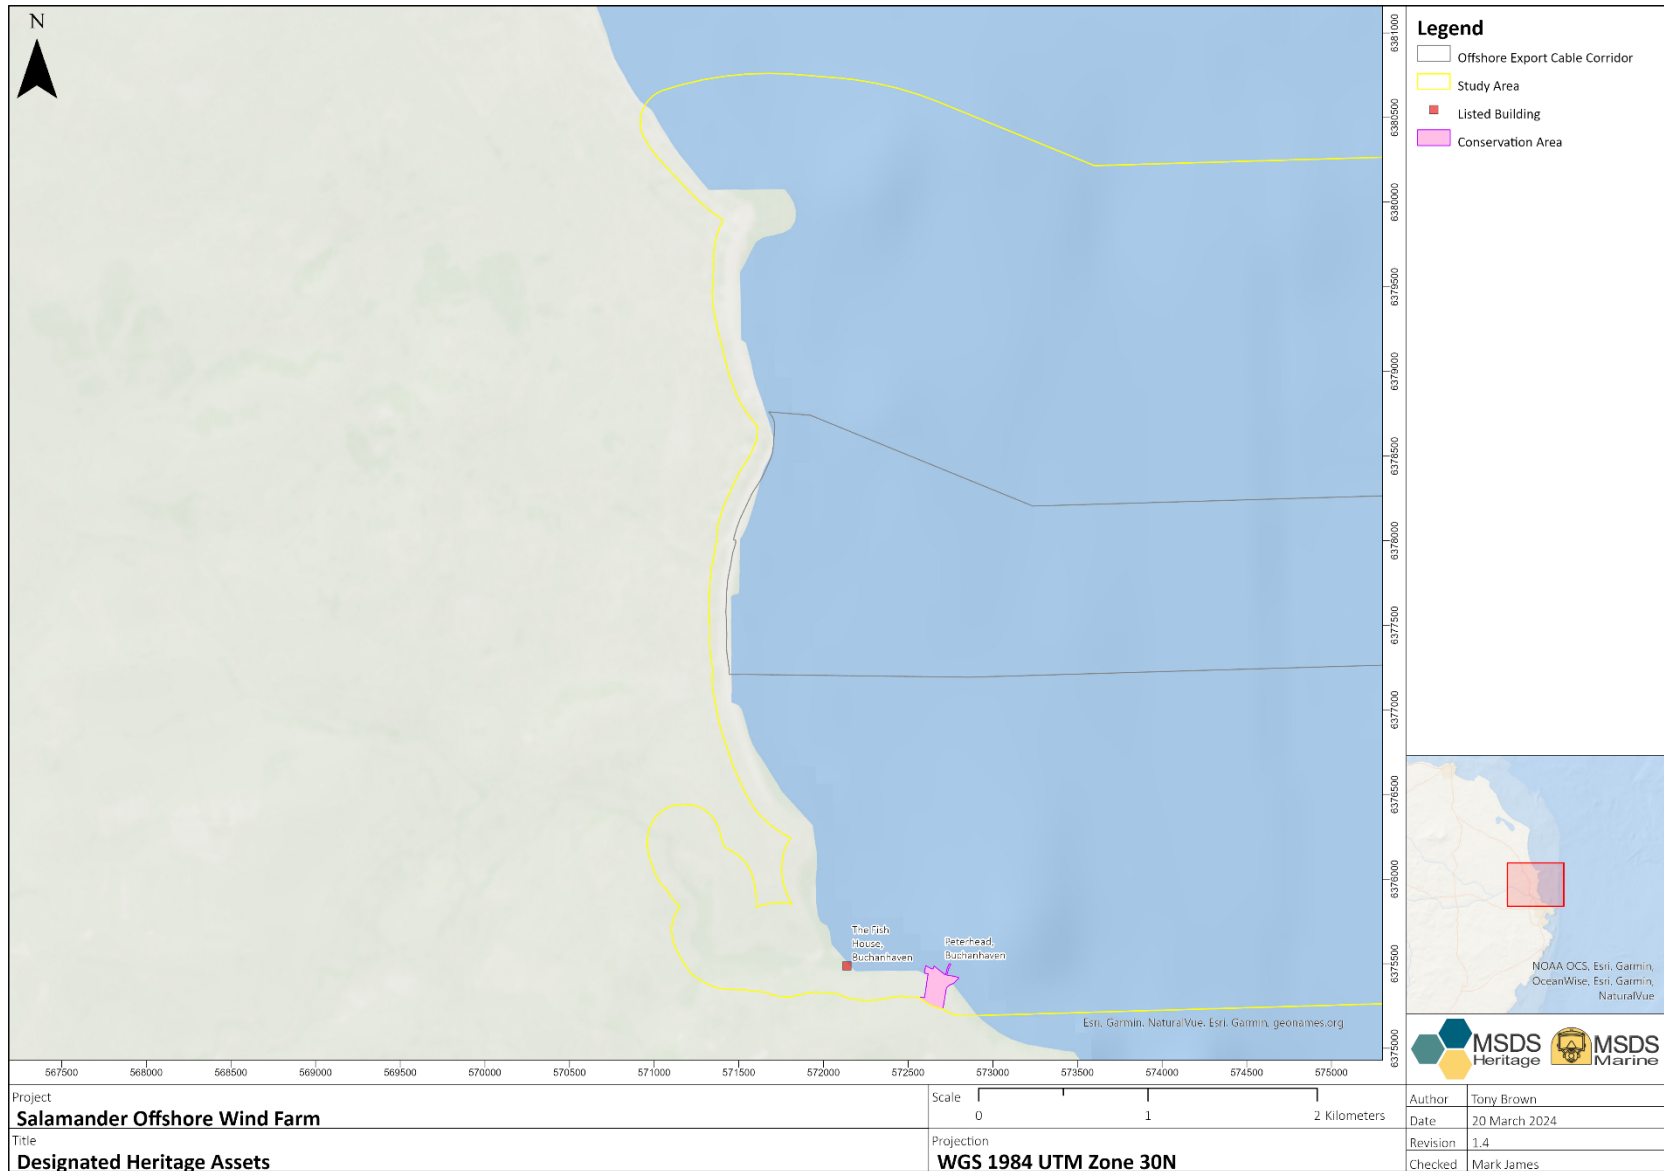 N
Legend
Offshore Export Cable Corridor
Study Area
Listed Building
Conservation Area
6381000
6380500
6380000
6379500
6379000
6378500
6378000
6377500
6377000
6376500
6376000
6375500
6375000
The Fish
House,
Buchanhaven
Peterhead,
Buchanhaven
Esri, Garmin, NaturalVue, Esri, Garmin, geonames.org
567500 568000 568500 569000 569500 570000 570500 571000 571500 572000 572500 573000 573500 574000 574500 575000
NOAA OCS, Esri, Garmin,
OceanWise, Esri, Garmin,
NaturalVue
MSDS
Heritage
MSDS
Marine
Project
Salamander Offshore Wind Farm
Title
Designated Heritage Assets
Scale
0 1 2 Kilometers
Projection
WGS 1984 UTM Zone 30N
Author Tony Brown
Date 20 March 2024
Revision 1.4
Checked Mark James